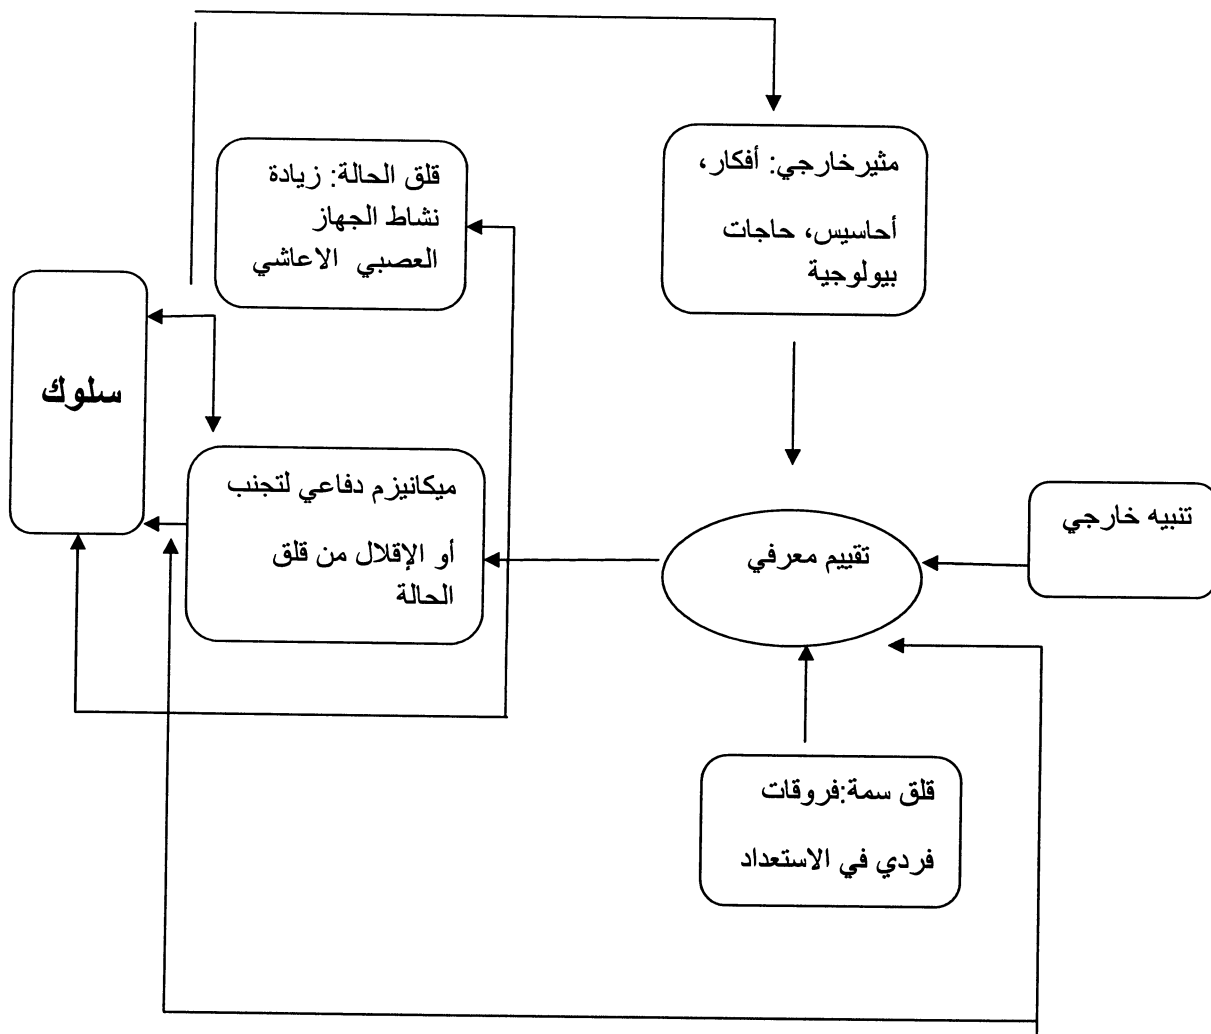 مثيرخارجي: أفكار،
أحاسيس، حاجات
بيولوجية
قلق الحالة: زيادة
نشاط الجهاز
العصبي الاعاشي
سلوك
ميكانيزم دفاعي لتجنب
أو الإقلال من قلق
الحالة
تقييم معرفي
تنبيه خارجي
قلق سمة:فروقات
فردي في الاستعداد